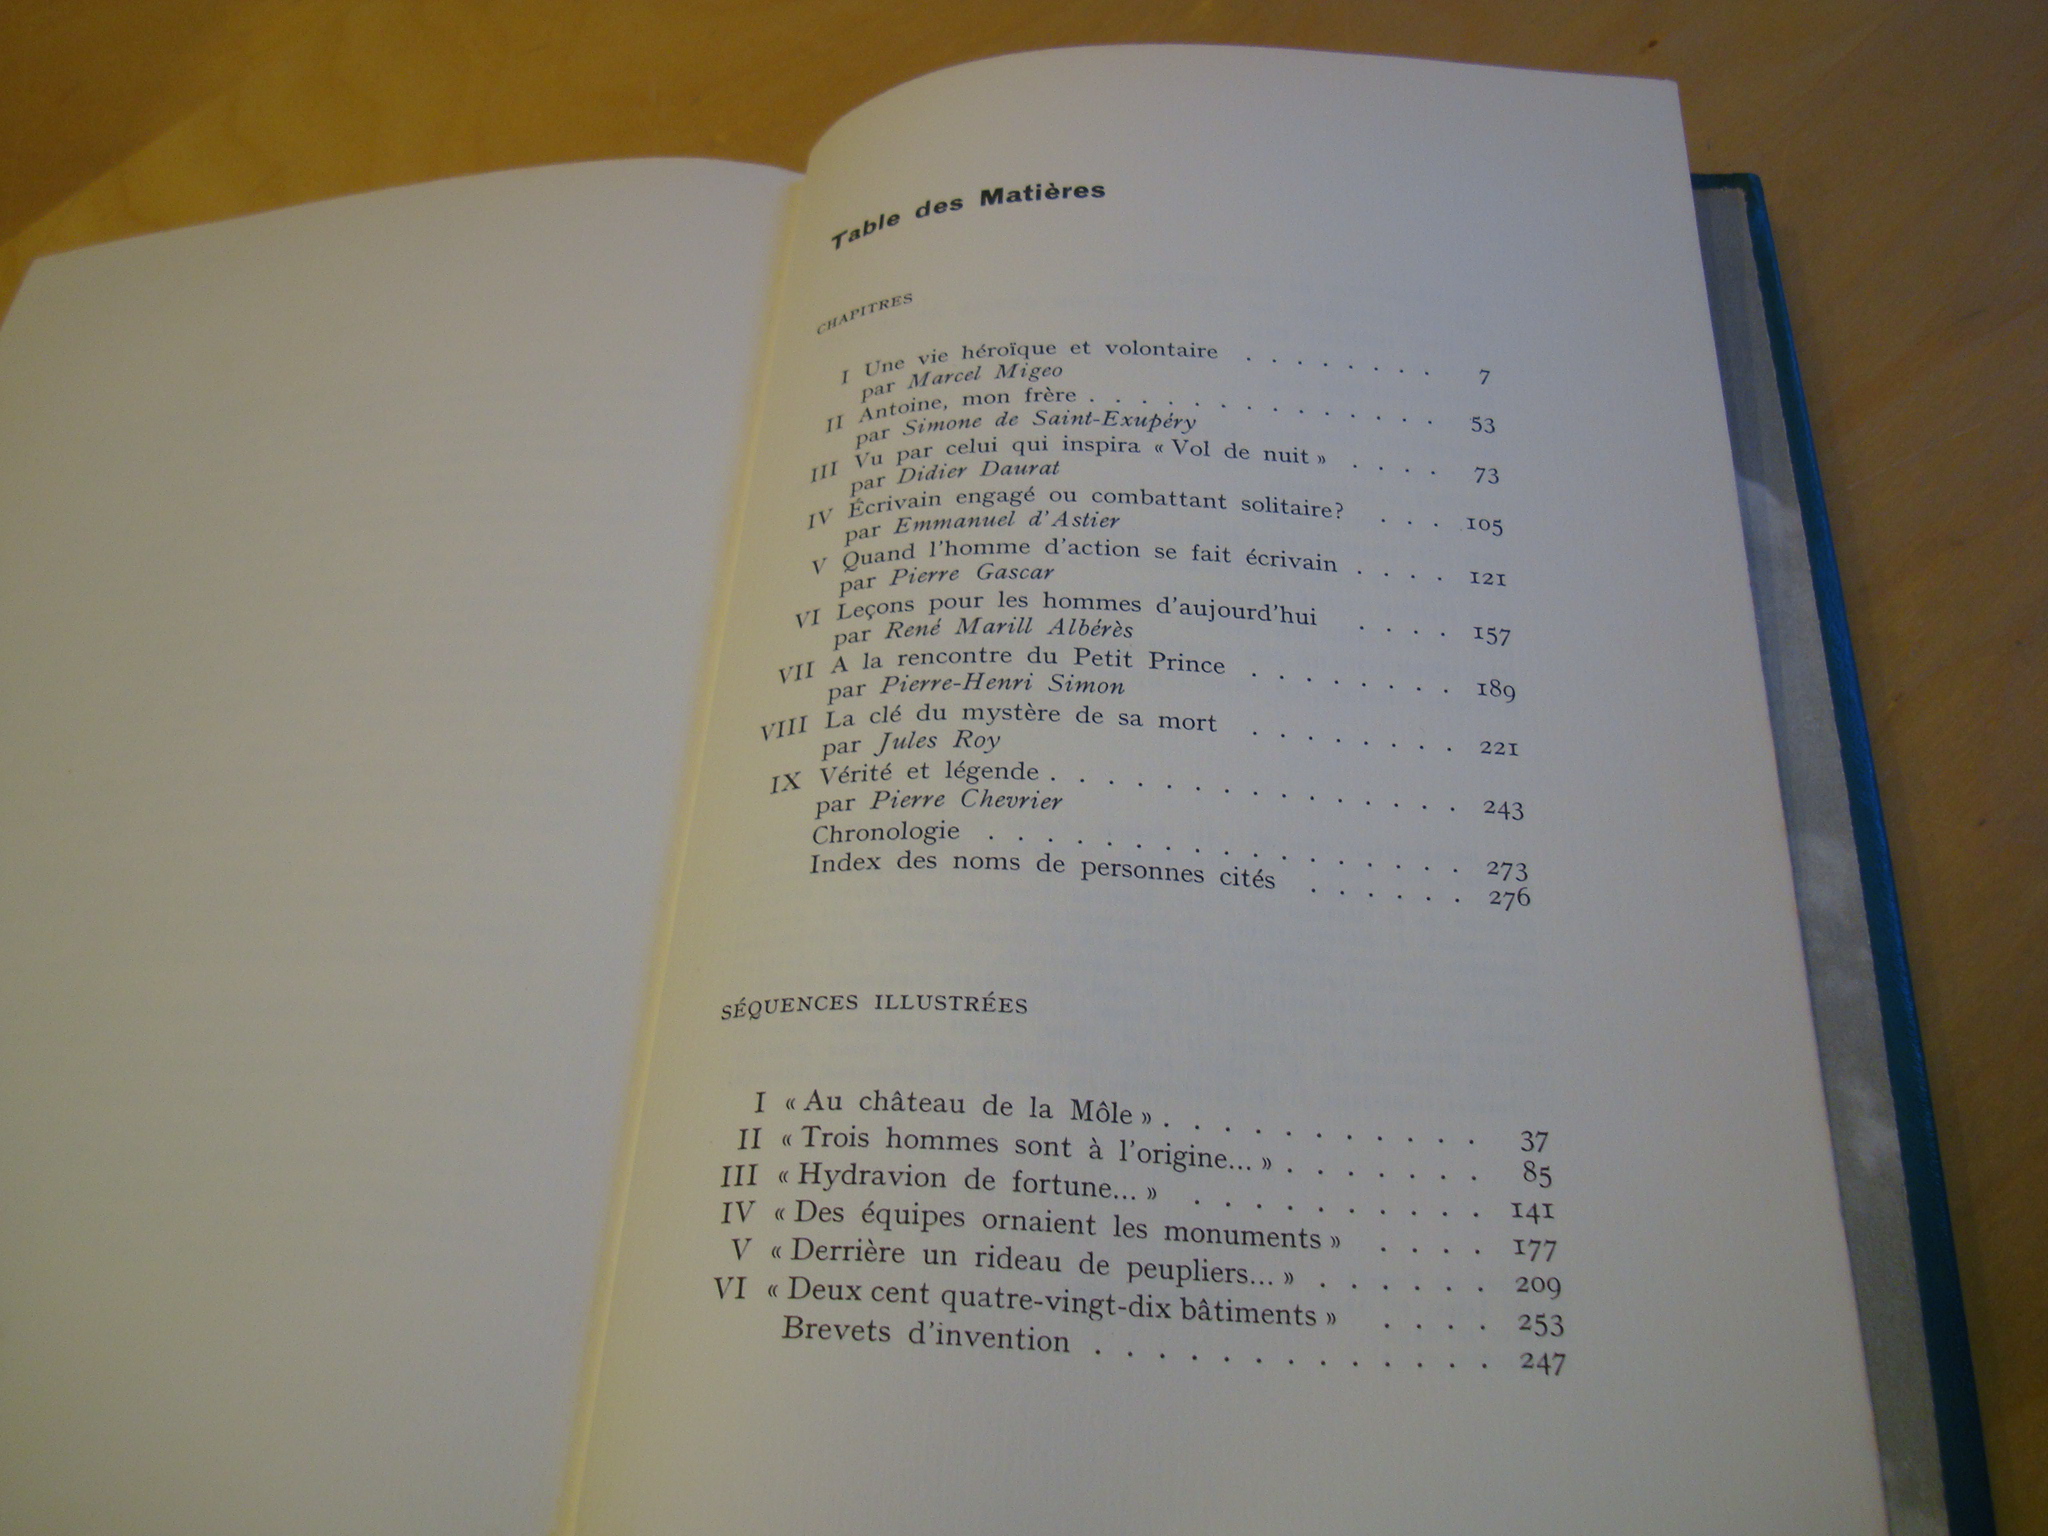 Table des Matières
CHAPITRES
I Une vie héroïque et volontaire . . . . . . . . 7
par Marcel Migeo
II Antoine, mon frère . . . . . . . . . . . . . . 53
par Simone de Saint-Exupéry
III Vu par celui qui inspira « Vol de nuit » . . . . 73
par Didier Daurat
IV Écrivain engagé ou combattant solitaire? . . . 105
par Emmanuel d'Astier
V Quand l'homme d'action se fait écrivain . . . . 121
par Pierre Gascar
VI Leçons pour les hommes d'aujourd'hui . . . . 157
par René Marill Albérès
VII A la rencontre du Petit Prince . . . . . . . . 189
par Pierre-Henri Simon
VIII La clé du mystère de sa mort . . . . . . . . 221
par Jules Roy
IX Vérité et légende . . . . . . . . . . . . . . . 243
par Pierre Chevrier
Chronologie . . . . . . . . . . . . . . . . . 273
Index des noms de personnes cités . . . . . . 276
SÉQUENCES ILLUSTRÉES
I « Au château de la Môle » . . . . . . . . . . . 37
II « Trois hommes sont à l'origine... » . . . . . . . 85
III « Hydravion de fortune... » . . . . . . . . . . 141
IV « Des équipes ornaient les monuments » . . . . 177
V « Derrière un rideau de peupliers... » . . . . . . 209
VI « Deux cent quatre-vingt-dix bâtiments » . . . . 253
Brevets d'invention . . . . . . . . . . . . . 247